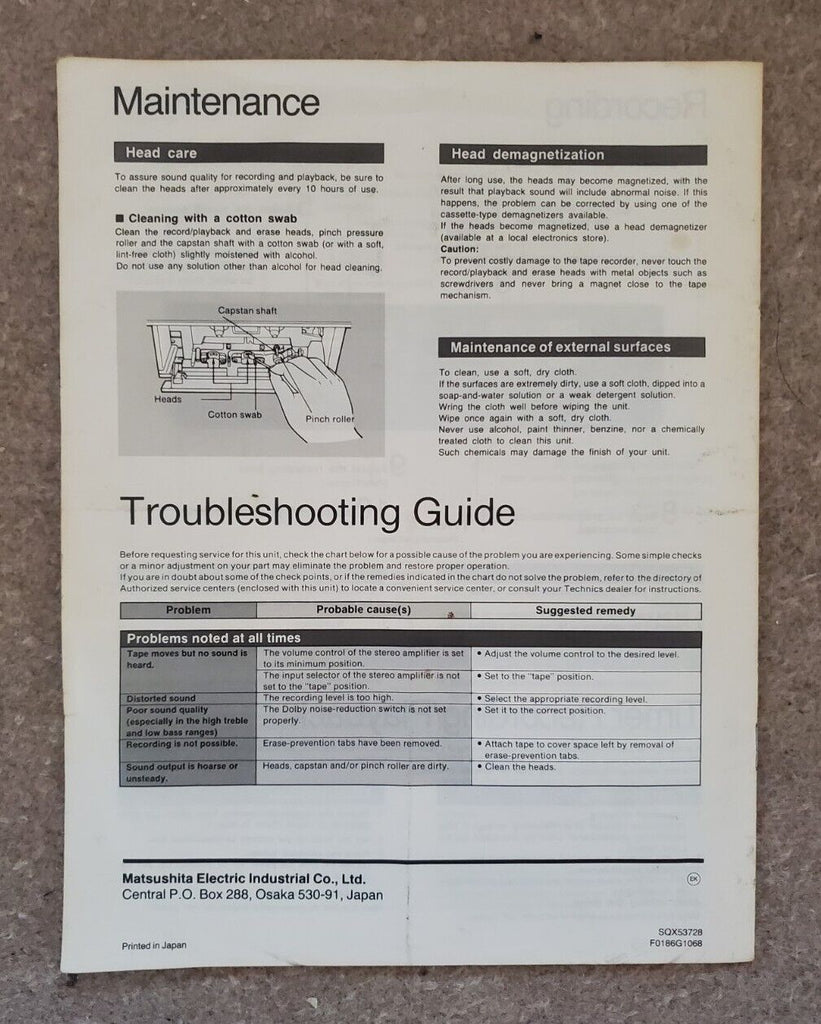 Maintenance
Head care
To assure sound quality for recording and playback, be sure to
clean the heads after approximately every 10 hours of use.
■ Cleaning with a cotton swab
Clean the record/playback and erase heads, pinch pressure
roller and the capstan shaft with a cotton swab (or with a soft,
lint-free cloth) slightly moistened with alcohol.
Do not use any solution other than alcohol for head cleaning.
Capstan shaft
Heads
Cotton swab
Pinch roller
Head demagnetization
After long use, the heads may become magnetized, with the
result that playback sound will include abnormal noise. If this
happens, the problem can be corrected by using one of the
cassette-type demagnetizers available.
If the heads become magnetized, use a head demagnetizer
(available at a local electronics store).
Caution:
To prevent costly damage to the tape recorder, never touch the
record/playback and erase heads with metal objects such as
screwdrivers and never bring a magnet close to the tape
mechanism.
Maintenance of external surfaces
To clean, use a soft, dry cloth.
If the surfaces are extremely dirty, use a soft cloth, dipped into a
soap-and-water solution or a weak detergent solution.
Wring the cloth well before wiping the unit.
Wipe once again with a soft, dry cloth.
Never use alcohol, paint thinner, benzine, nor a chemically
treated cloth to clean this unit.
Such chemicals may damage the finish of your unit.
Troubleshooting Guide
Before requesting service for this unit, check the chart below for a possible cause of the problem you are experiencing. Some simple checks
or a minor adjustment on your part may eliminate the problem and restore proper operation.
If you are in doubt about some of the check points, or if the remedies indicated in the chart do not solve the problem, refer to the directory of
Authorized service centers (enclosed with this unit) to locate a convenient service center, or consult your Technics dealer for instructions.
Problem Probable cause(s) Suggested remedy
Problems noted at all times
Tape moves but no sound is
heard.
The volume control of the stereo amplifier is set
to its minimum position.
• Adjust the volume control to the desired level.
The input selector of the stereo amplifier is not
set to the "tape" position.
• Set to the "tape" position.
Distorted sound
The recording level is too high.
• Select the appropriate recording level.
Poor sound quality
(especially in the high treble
and low bass ranges)
The Dolby noise-reduction switch is not set
properly.
• Set it to the correct position.
Recording is not possible.
Erase-prevention tabs have been removed.
• Attach tape to cover space left by removal of
erase-prevention tabs.
Sound output is hoarse or
unsteady.
Heads, capstan and/or pinch roller are dirty.
• Clean the heads.
Matsushita Electric Industrial Co., Ltd.
Central P.O. Box 288, Osaka 530-91, Japan
EK
Printed in Japan
SQX53728
F0186G1068